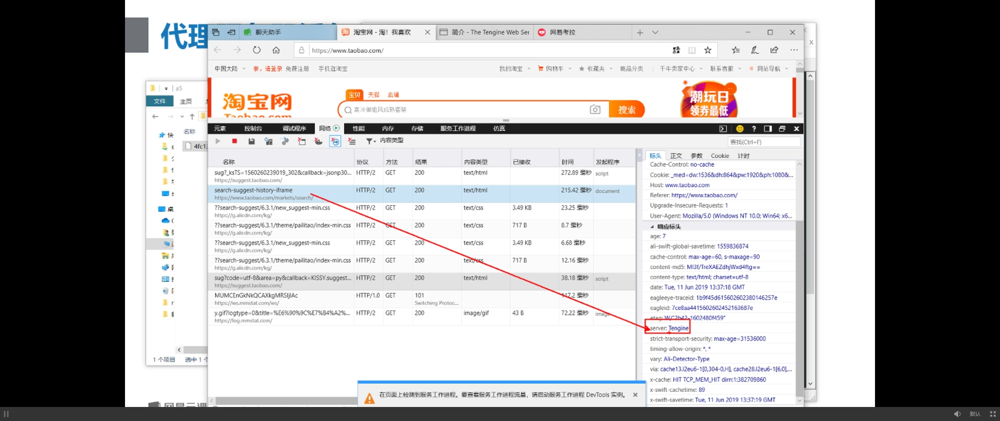 代理
聊天助手
淘宝网 - 淘！我喜欢
简介 - The Tengine Web Ser
网易考拉
https://www.taobao.com/
中国大陆
亲，请登录 免费注册 手机逛淘宝
我的淘宝 购物车 收藏夹 商品分类 千牛卖家中心 联系客服 网站导航
a5
文件 主页
宝贝 天猫 店铺
淘宝网
Taobao.com
高冷御姐风成熟套装
搜索
潮玩日
领券最低
元素 控制台 调试程序 网络 性能 内存 存储 服务工作进程 仿真
内容类型
查找(Ctrl+F)
名称
4fc13
名称 协议 方法 结果 内容类型 已接收 时间 发起程序
sug?_ksTS=1560260239019_302&callback=jsonp30... HTTP/2 GET 200 text/html 272.89 毫秒 script
https://suggest.taobao.com/
search-suggest-history-iframe HTTP/2 GET 200 text/html 215.42 毫秒 document
https://www.taobao.com/markets/search/
??search-suggest/6.3.1/new_suggest-min.css HTTP/2 GET 200 text/css 3.49 KB 23.25 毫秒
https://g.alicdn.com/kg/
??search-suggest/6.3.1/theme/pailitao/index-min.css HTTP/2 GET 200 text/css 717 B 8.7 毫秒
https://g.alicdn.com/kg/
??search-suggest/6.3.1/new_suggest-min.css HTTP/2 GET 200 text/css 3.49 KB 6.68 毫秒
https://g.alicdn.com/kg/
??search-suggest/6.3.1/theme/pailitao/index-min.css HTTP/2 GET 200 text/css 717 B 12.16 毫秒
https://g.alicdn.com/kg/
sug?code=utf-8&area=py&callback=KISSY.suggest... HTTP/2 GET 200 text/html 38.18 毫秒 script
https://suggest.taobao.com/
MUMCEnGkNkQCAXkgMRSIjlAc HTTP/1.0 GET 101 117.2 毫秒
https://ws.mmstat.com/ws/ Switching Protoc...
y.gif?logtype=0&title=%E6%90%9C%E7%B4%A2%... HTTP/2 GET 200 image/gif 43 B 72.22 毫秒 image
https://log.mmstat.com/
标头 正文 参数 Cookie 计时
Cache-Control: no-cache
Cookie: _med=dw:1536&dh:864&pw:1920&ph:1080&...
Host: www.taobao.com
Referer: https://www.taobao.com/
Upgrade-Insecure-Requests: 1
User-Agent: Mozilla/5.0 (Windows NT 10.0; Win64; x6...
响应标头
age: 7
ali-swift-global-savetime: 1559836874
cache-control: max-age=60, s-maxage=90
content-md5: MI3f/TreXAEZdhjWxd4ftg==
content-type: text/html; charset=utf-8
date: Tue, 11 Jun 2019 13:37:18 GMT
eagleeye-traceid: 1b9f45d615602602380146257e
eagleid: 7ce8aa4415602602452163687e
etag: W/"2b42-1602480f459"
server: Tengine
strict-transport-security: max-age=31536000
timing-allow-origin: *, *
vary: Ali-Detector-Type
via: cache13.l2eu6-1[0,304-0,H], cache28.l2eu6-1[6,0],...
x-cache: HIT TCP_MEM_HIT dirn:1:382709860
x-swift-cachetime: 89
x-swift-savetime: Tue, 11 Jun 2019 13:37:19 GMT
1 个项目 选中 1 个
在页面上检测到服务工作进程。要查看服务工作进程流量，请启动服务工作进程 DevTools 实例。
默认